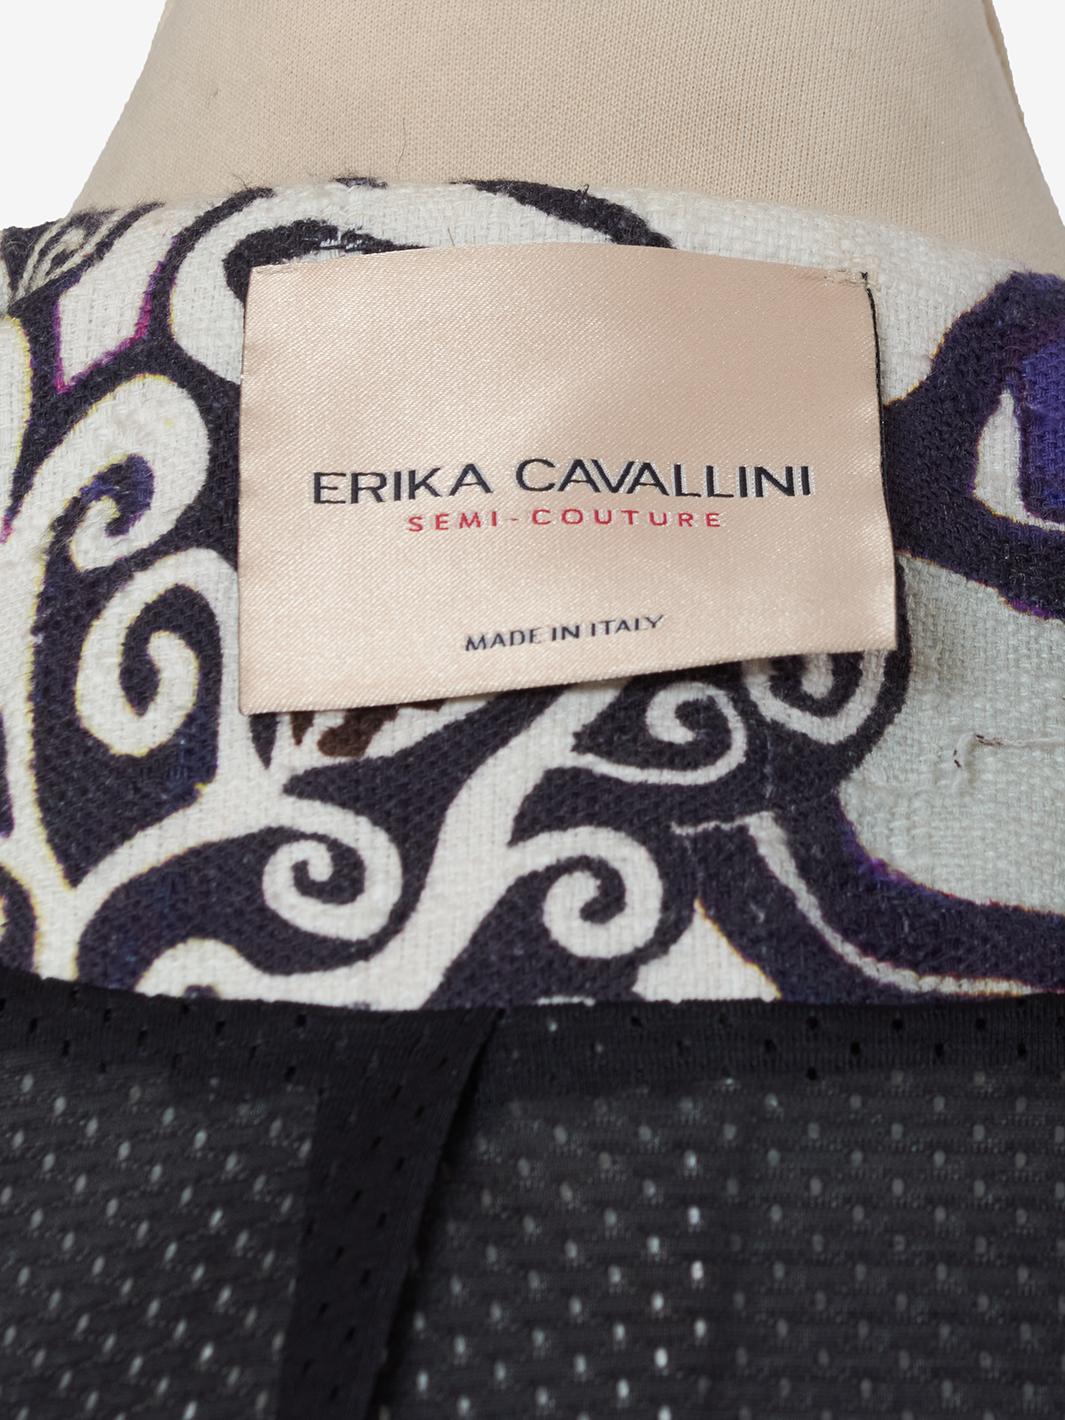 ERIKA CAVALLINI
SEMI-COUTURE
MADE IN ITALY